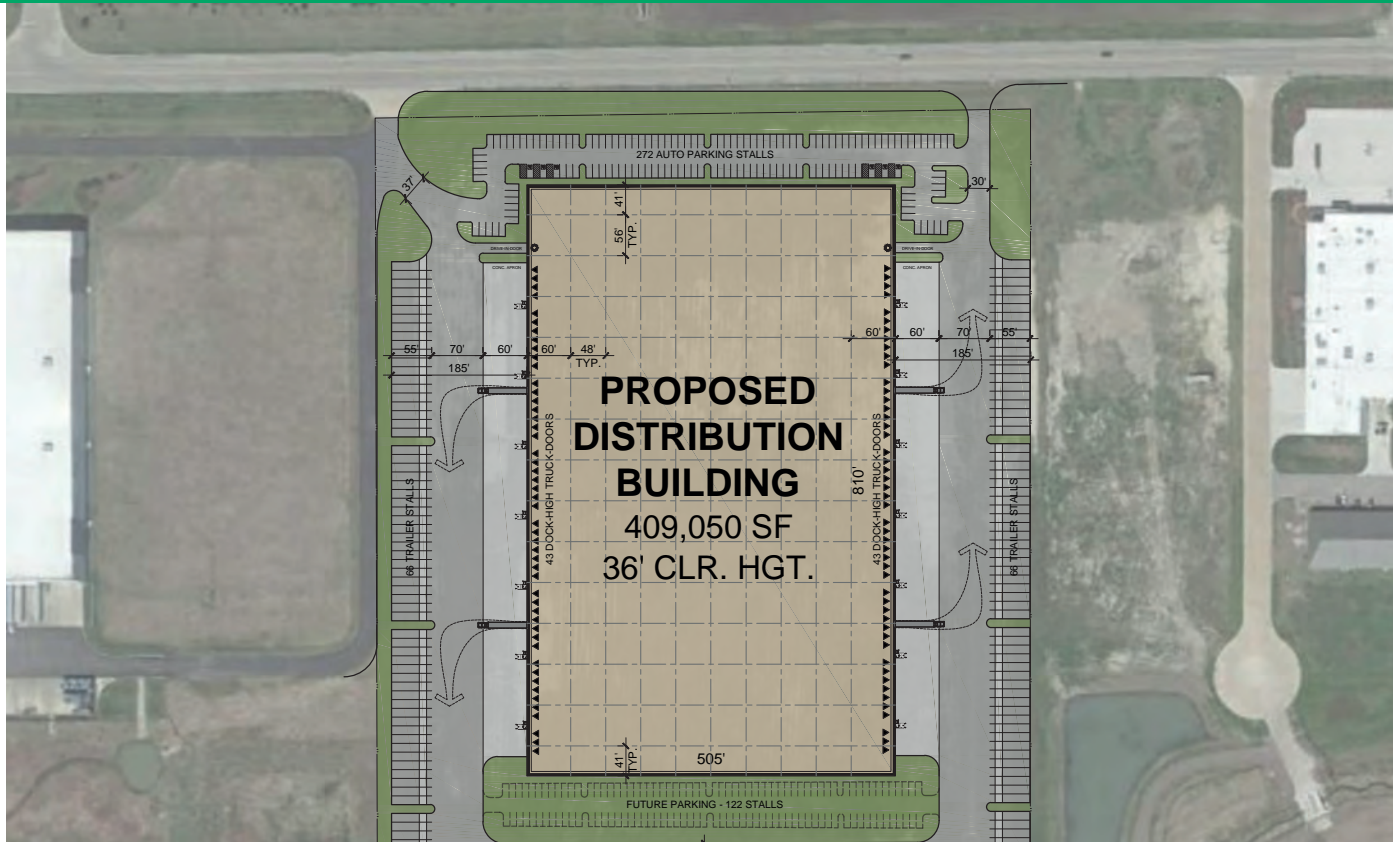 272 AUTO PARKING STALLS
37'
30'
41'
56'
TYP.
DRIVE-IN-DOOR
DRIVE-IN-DOOR
CONC. APRON
CONC. APRON
55'
70'
60'
60'
48'
TYP.
185'
60'
60'
70'
55'
185'
PROPOSED
DISTRIBUTION
BUILDING
409,050 SF
36' CLR. HGT.
43 DOCK-HIGH TRUCK-DOORS
43 DOCK-HIGH TRUCK-DOORS
810'
66 TRAILER STALLS
66 TRAILER STALLS
41'
TYP.
505'
FUTURE PARKING - 122 STALLS